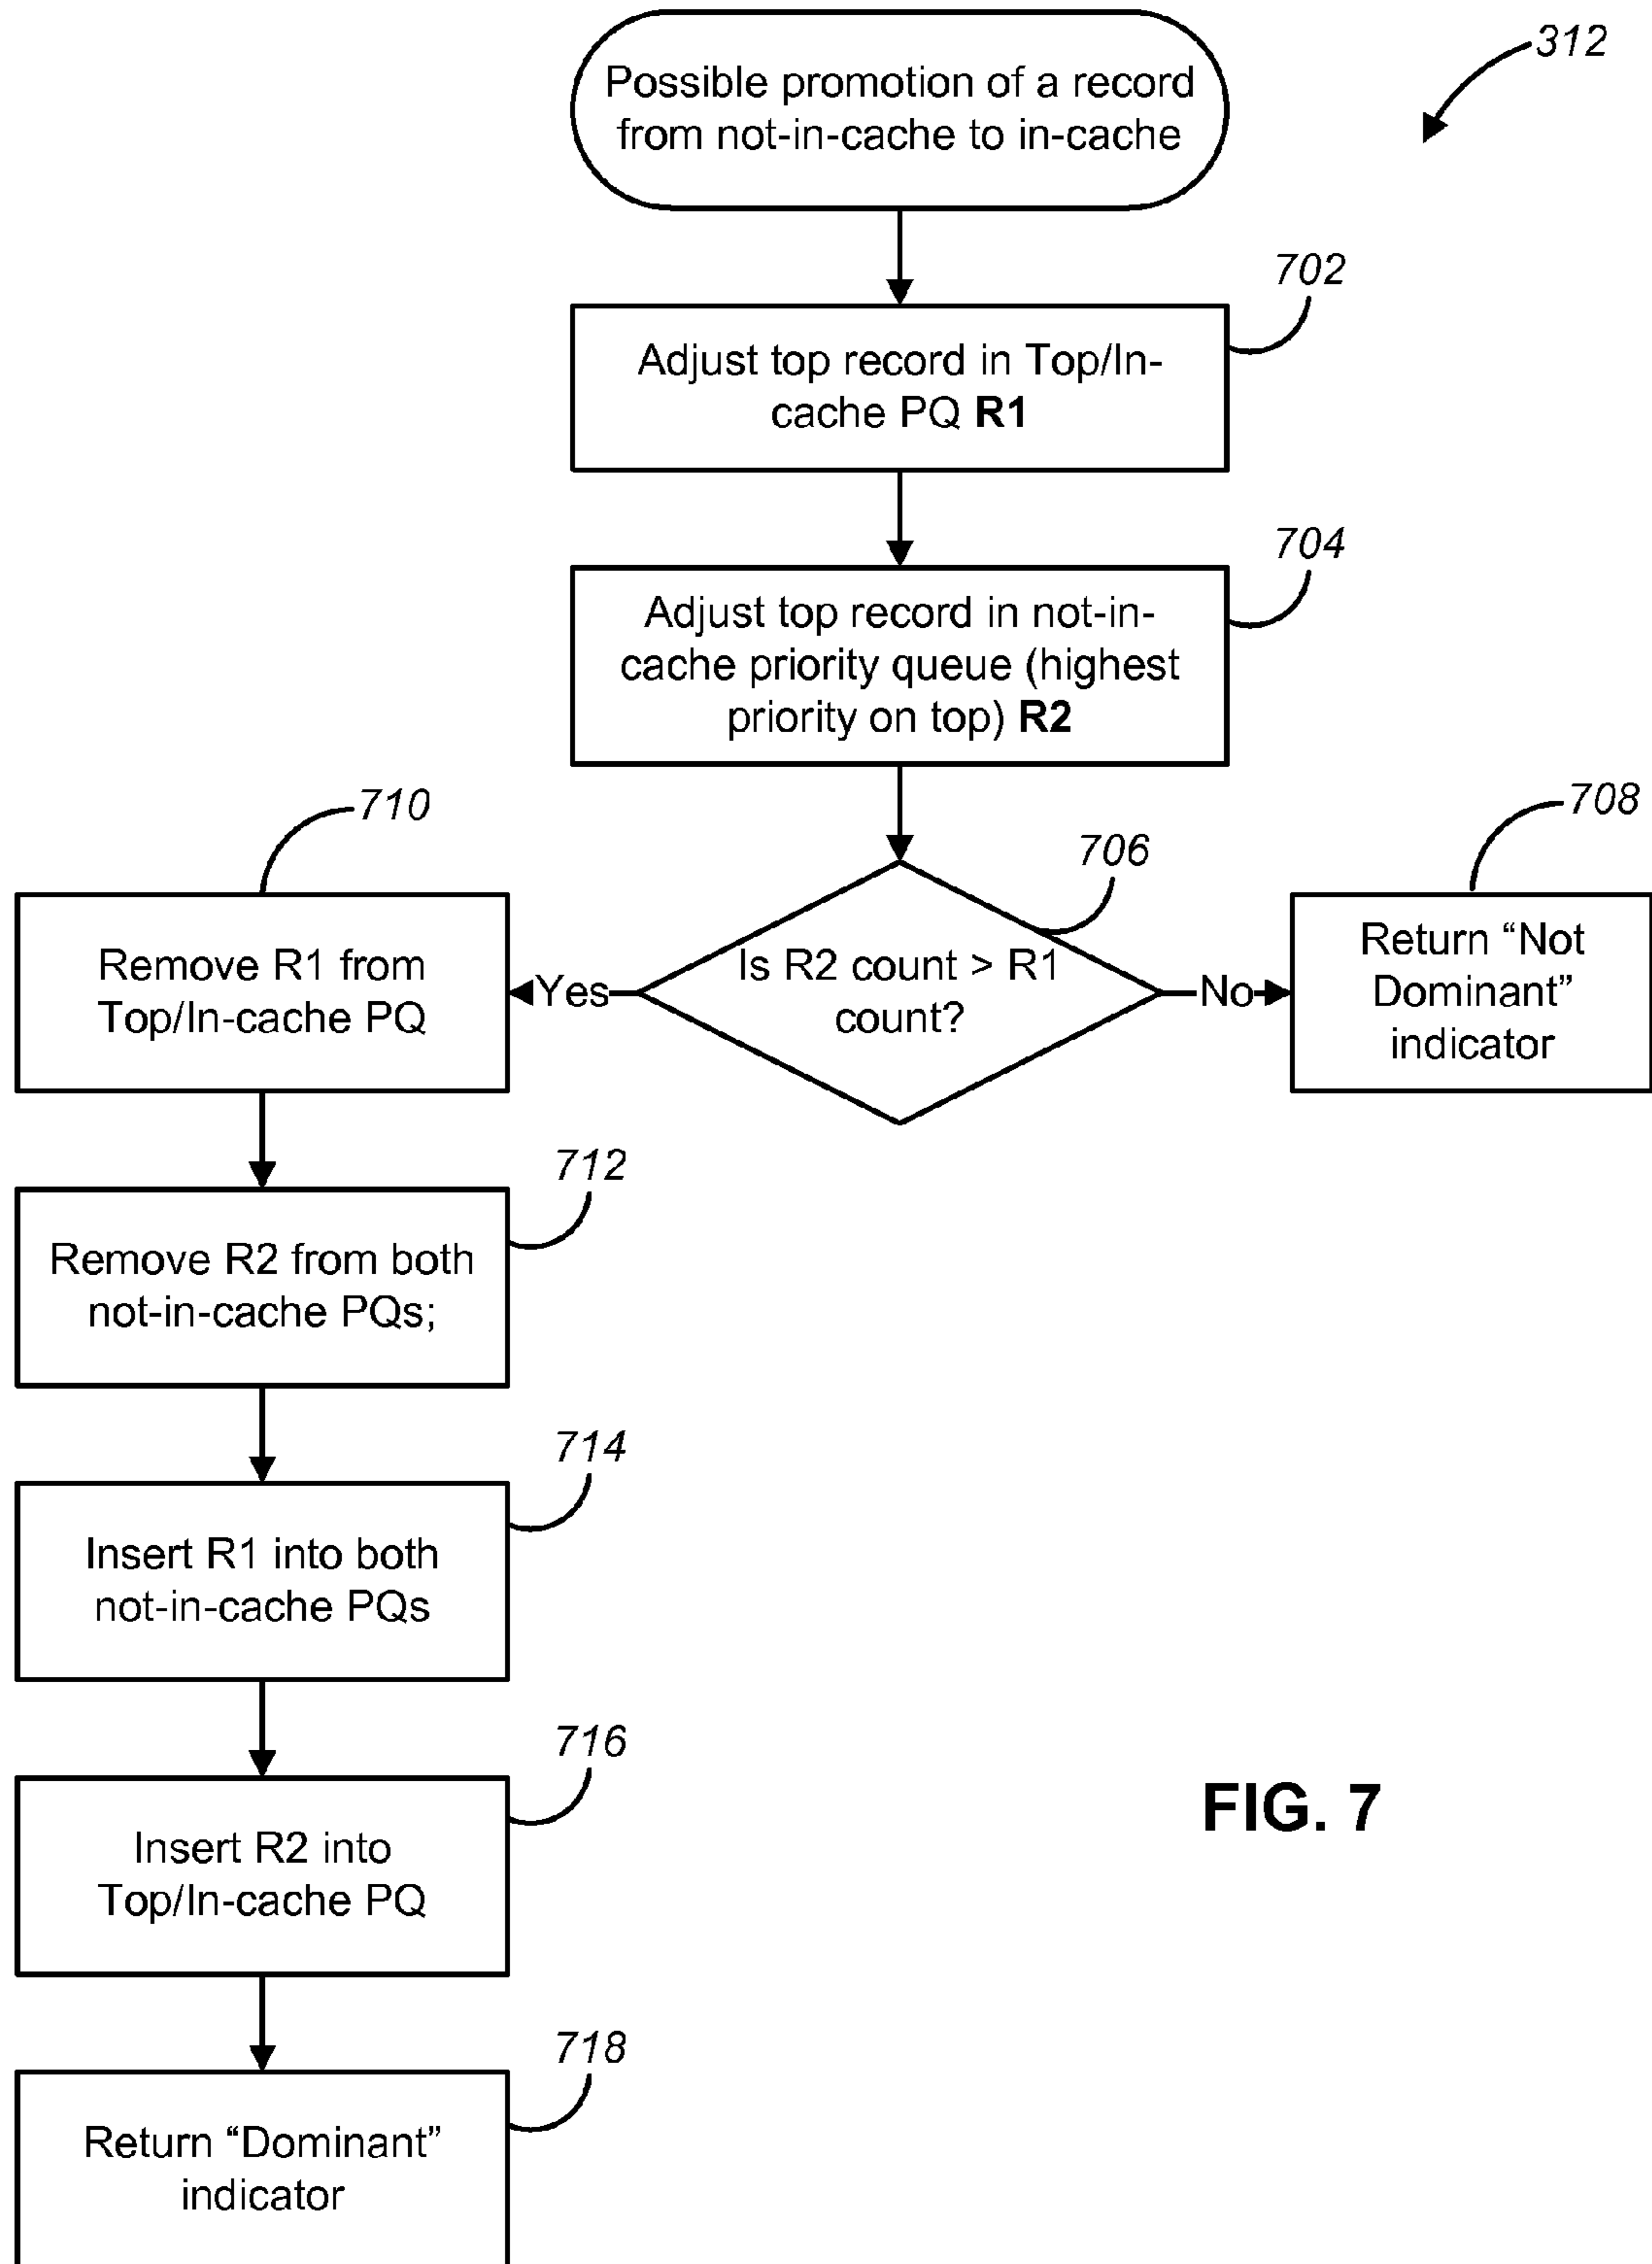 Possible promotion of a record
from not-in-cache to in-cache
312
702
Adjust top record in Top/In-
cache PQ R1
704
Adjust top record in not-in-
cache priority queue (highest
priority on top) R2
706
Is R2 count > R1
count?
Yes
No
708
Return “Not
Dominant”
indicator
710
Remove R1 from
Top/In-cache PQ
712
Remove R2 from both
not-in-cache PQs;
714
Insert R1 into both
not-in-cache PQs
716
Insert R2 into
Top/In-cache PQ
718
Return “Dominant”
indicator
FIG. 7